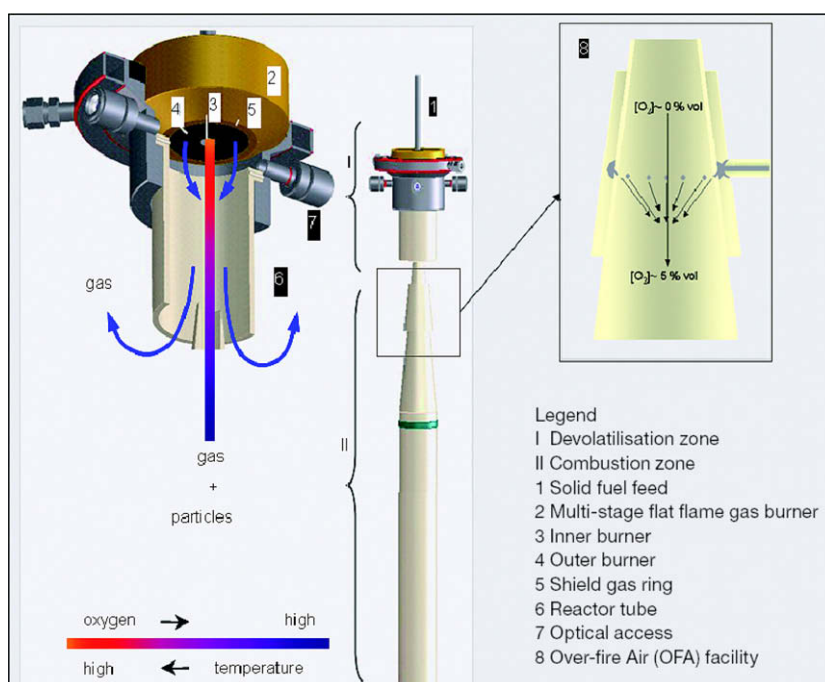 2
4
3
5
I
1
7
6
gas
gas
+
particles
II
oxygen → high
high ← temperature
8
[O₂]~ 0 % vol
[O₂]~ 5 % vol
Legend
I Devolatilisation zone
II Combustion zone
1 Solid fuel feed
2 Multi-stage flat flame gas burner
3 Inner burner
4 Outer burner
5 Shield gas ring
6 Reactor tube
7 Optical access
8 Over-fire Air (OFA) facility